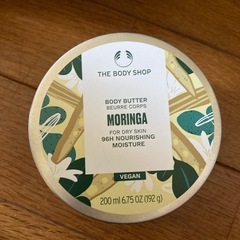 THE BODY SHOP
BODY BUTTER
BEURRE CORPS
MORINGA
FOR DRY SKIN
96H NOURISHING
MOISTURE
VEGAN
200 ml 6.75 OZ (192 g)